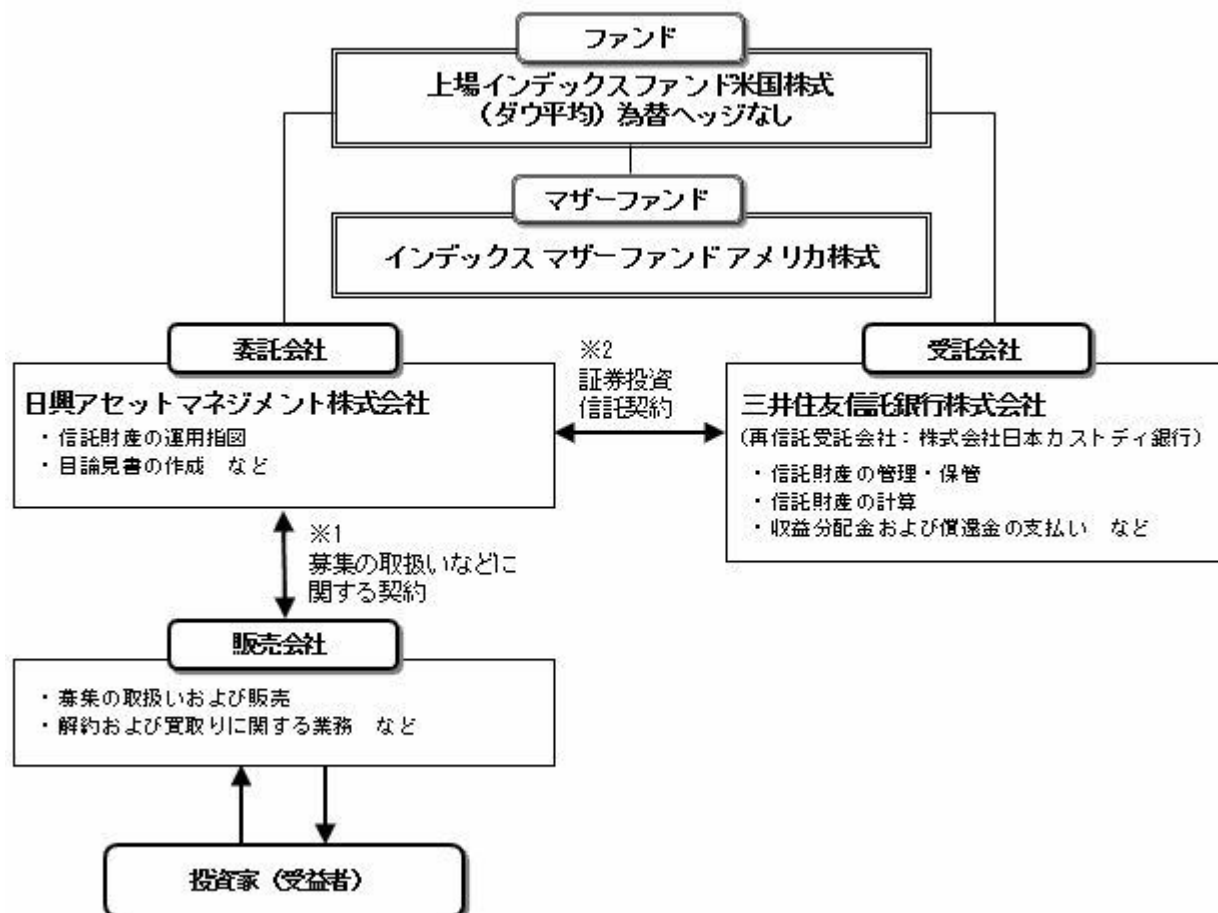 ファンド
上場インデックスファンド米国株式
（ダウ平均）為替ヘッジなし
マザーファンド
インデックス マザーファンド アメリカ株式
委託会社
日興アセットマネジメント株式会社
・信託財産の運用指図
・目論見書の作成　など
※2
証券投資
信託契約
受託会社
三井住友信託銀行株式会社
(再信託受託会社：株式会社日本カストディ銀行)
・信託財産の管理・保管
・信託財産の計算
・収益分配金および償還金の支払い　など
※1
募集の取扱いなどに
関する契約
販売会社
・募集の取扱いおよび販売
・解約および買取りに関する業務　など
投資家（受益者）